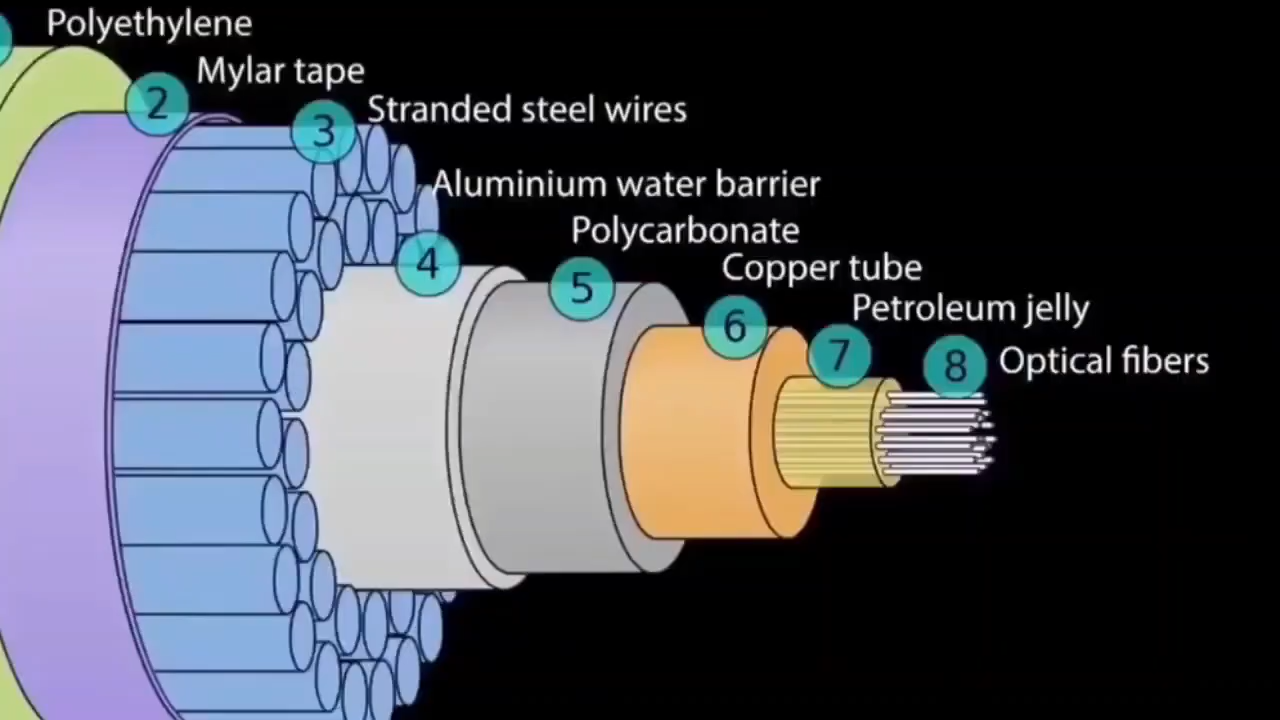 Polyethylene
2
Mylar tape
3
Stranded steel wires
Aluminium water barrier
4
Polycarbonate
5
Copper tube
6
Petroleum jelly
7
8
Optical fibers